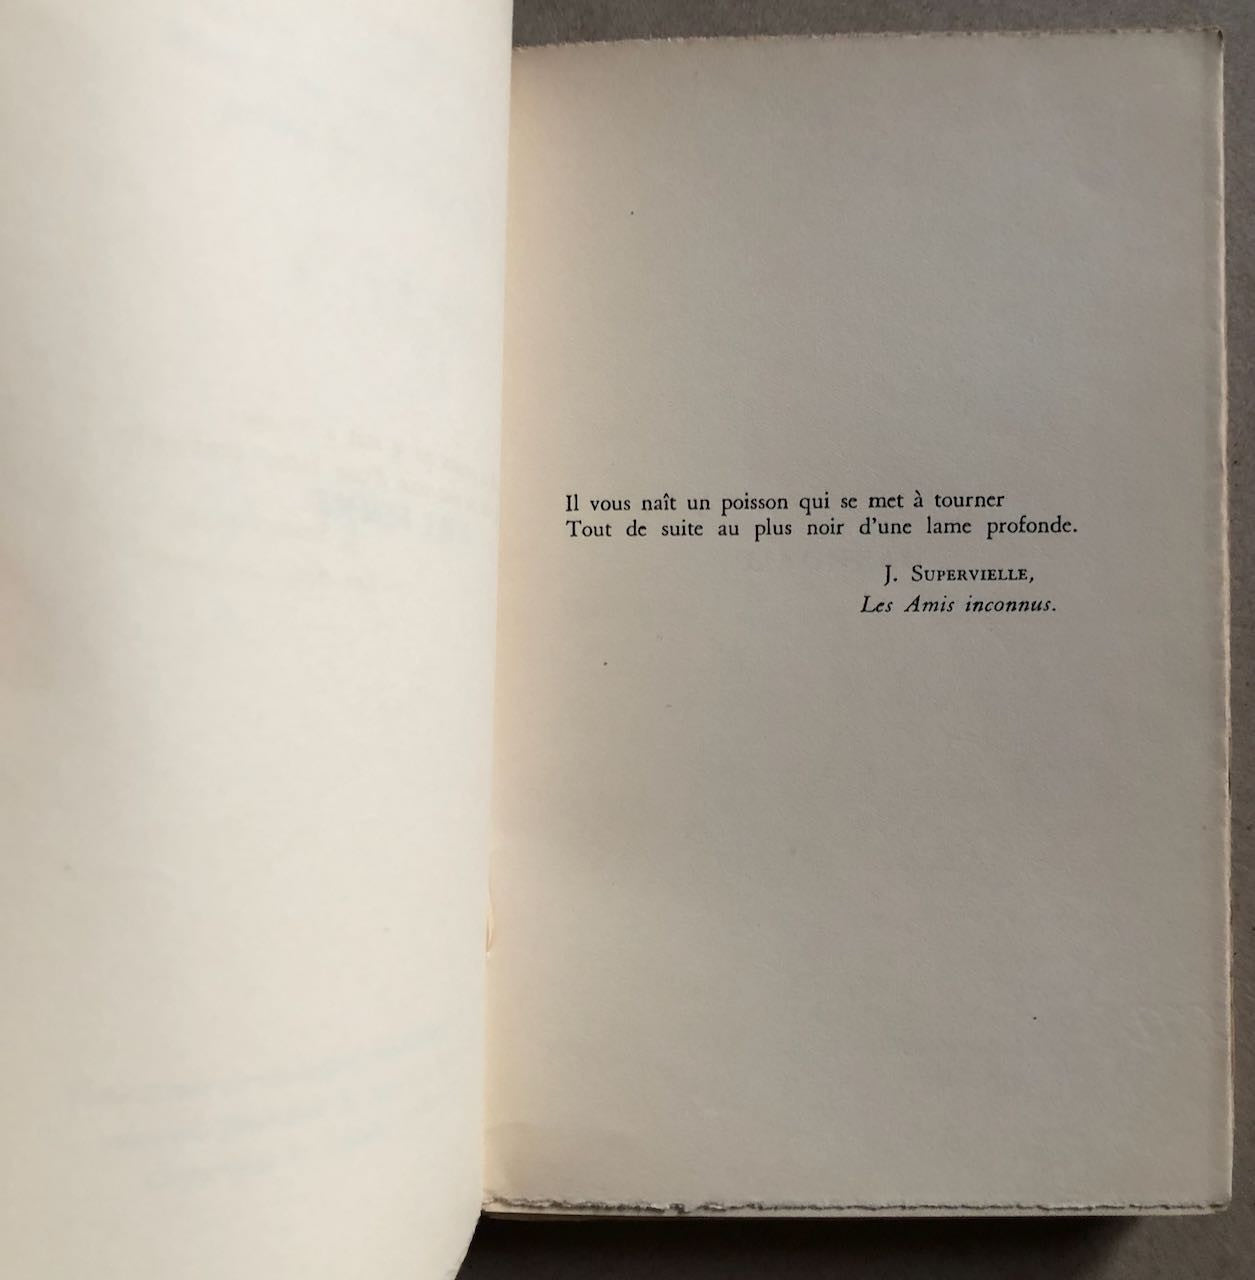 Il vous naît un poisson qui se met à tourner
Tout de suite au plus noir d'une lame profonde.
J. Supervielle,
Les Amis inconnus.